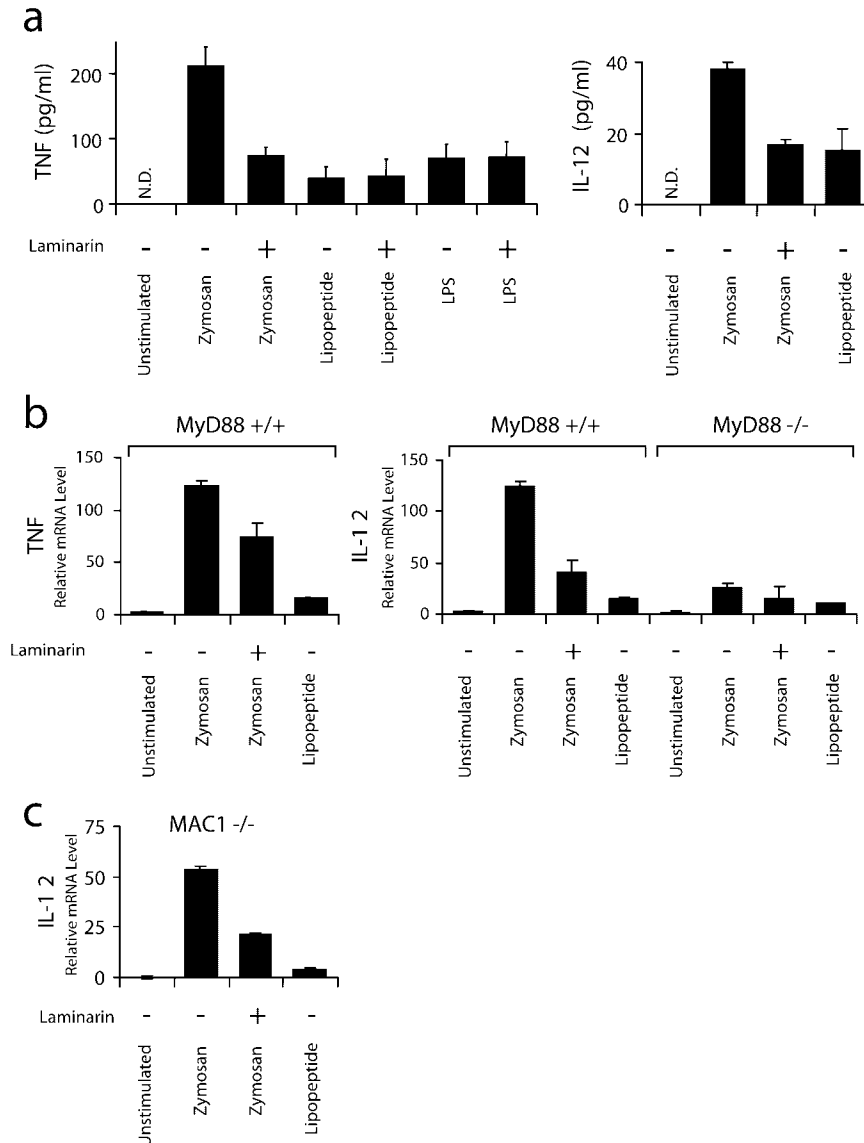 a
TNF (pg/ml)
200
100
0
N.D.
Laminarin - - + - + - +
Unstimulated
Zymosan
Zymosan
Lipopeptide
Lipopeptide
LPS
LPS
IL-12 (pg/ml)
40
20
0
N.D.
- - + -
Unstimulated
Zymosan
Zymosan
Lipopeptide
b
MyD88 +/+
TNF
Relative mRNA Level
150
100
50
0
Laminarin - - + -
Unstimulated
Zymosan
Zymosan
Lipopeptide
MyD88 +/+
MyD88 -/-
IL-1 2
Relative mRNA Level
150
100
50
0
- - + - - - + -
Unstimulated
Zymosan
Zymosan
Lipopeptide
Unstimulated
Zymosan
Zymosan
Lipopeptide
c
MAC1 -/-
IL-1 2
Relative mRNA Level
75
50
25
0
Laminarin - - + -
Unstimulated
Zymosan
Zymosan
Lipopeptide